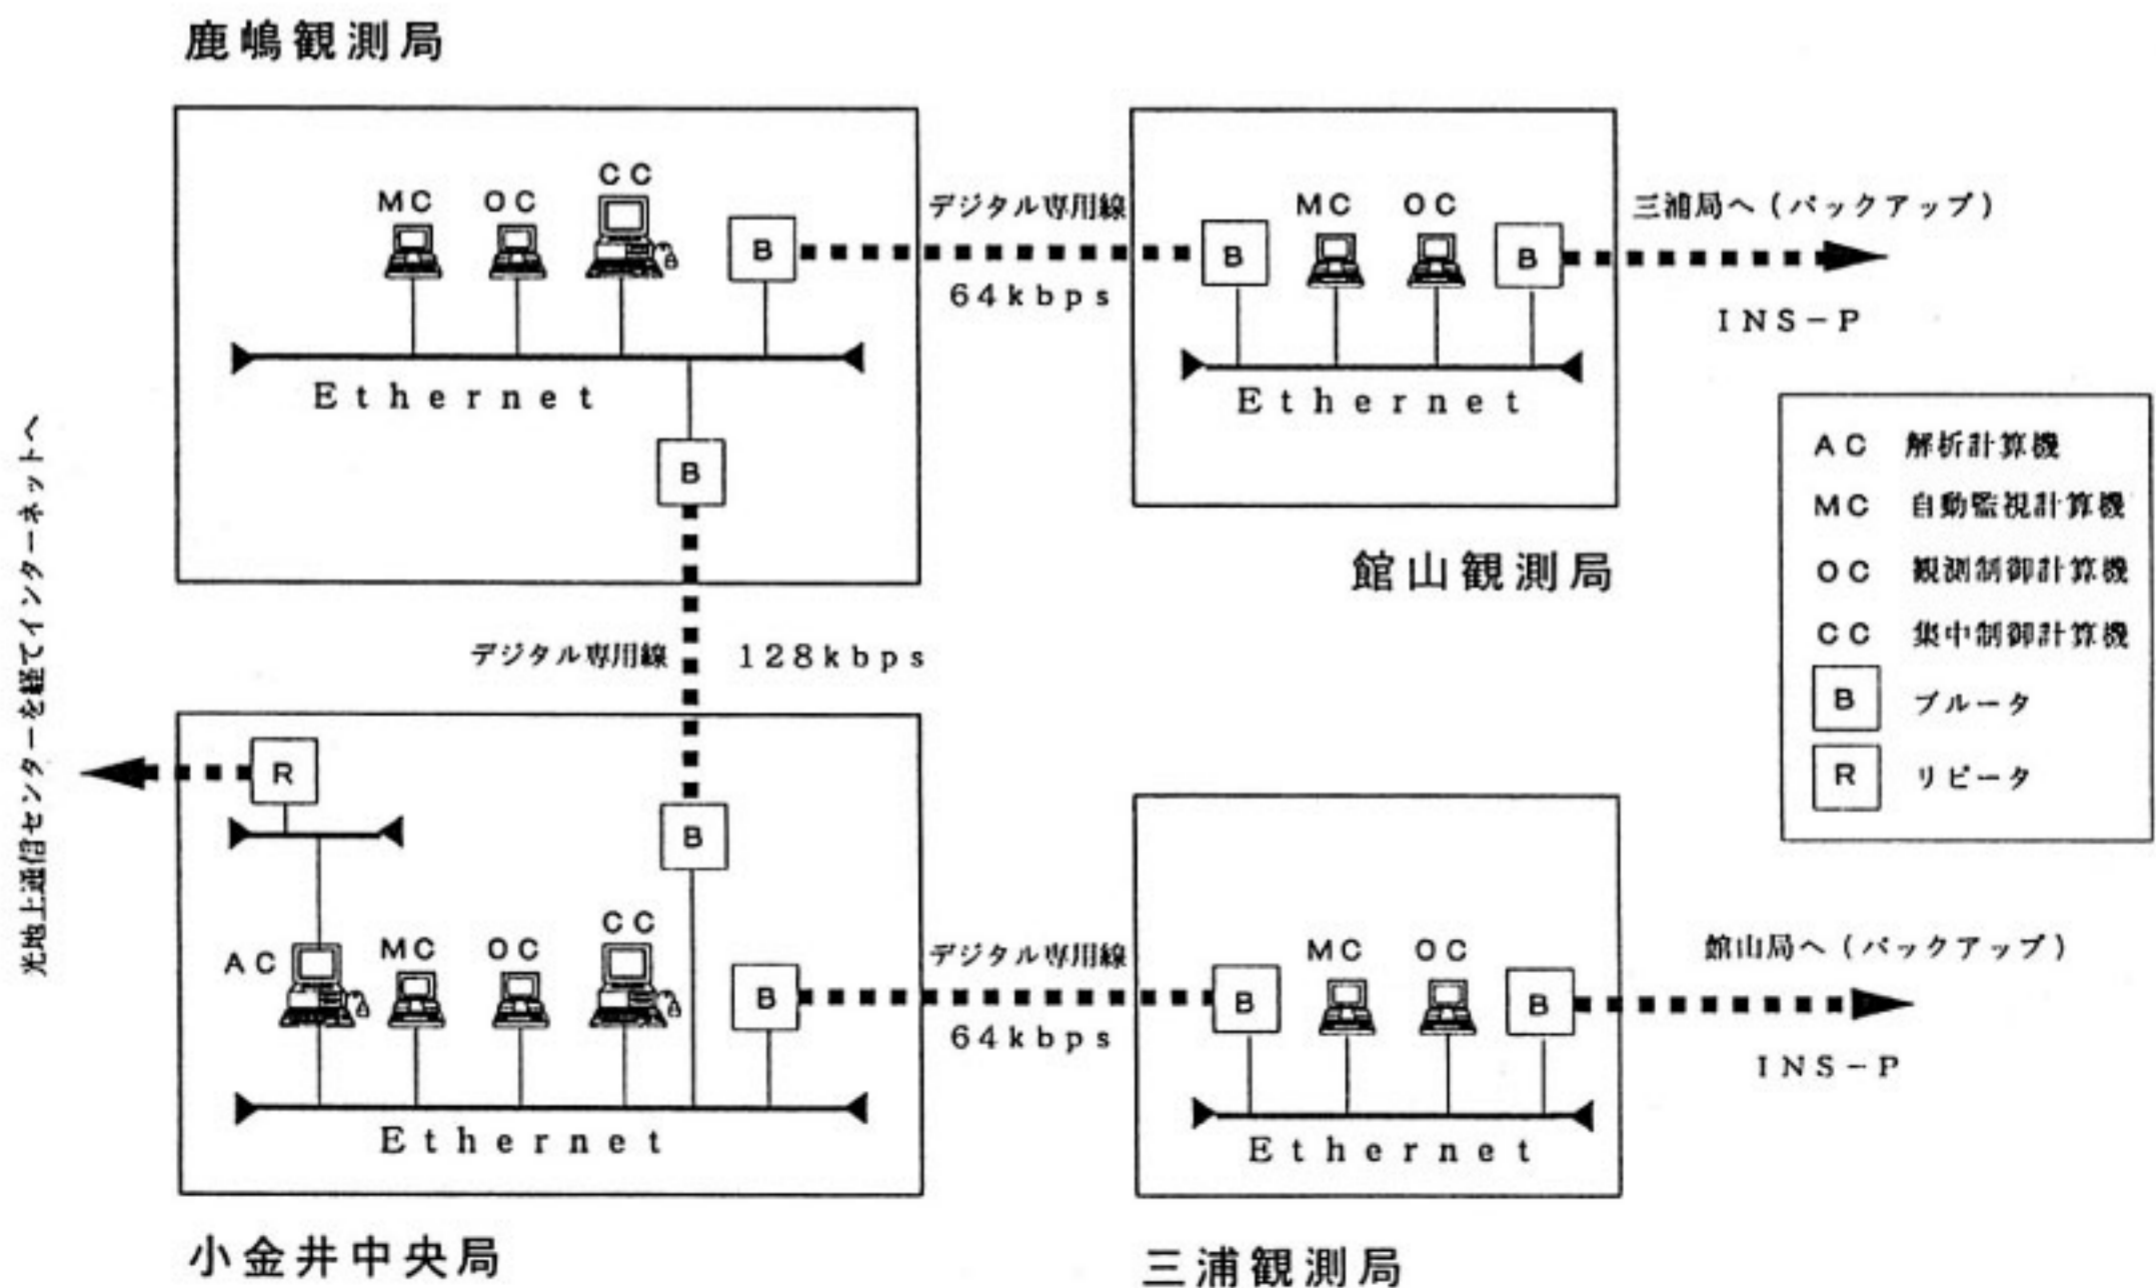 鹿嶋観測局
MC
OC
CC
B
デジタル専用線
64kbps
B
MC
OC
B
三浦局へ（バックアップ）
INS-P
Ethernet
Ethernet
B
館山観測局
AC 解析計算機
MC 自動監視計算機
OC 観測制御計算機
CC 集中制御計算機
B ブルータ
R リピータ
デジタル専用線 128kbps
光地上通信センターを経てインターネットへ
R
B
AC
MC
OC
CC
B
デジタル専用線
64kbps
B
MC
OC
B
館山局へ（バックアップ）
INS-P
Ethernet
Ethernet
小金井中央局
三浦観測局